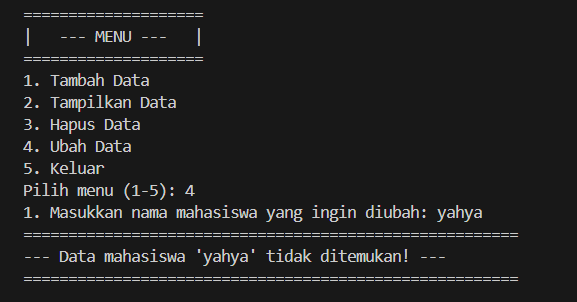 ====================
|   --- MENU ---   |
====================
1. Tambah Data
2. Tampilkan Data
3. Hapus Data
4. Ubah Data
5. Keluar
Pilih menu (1-5): 4
1. Masukkan nama mahasiswa yang ingin diubah: yahya
=======================================================
--- Data mahasiswa 'yahya' tidak ditemukan! ---
=======================================================